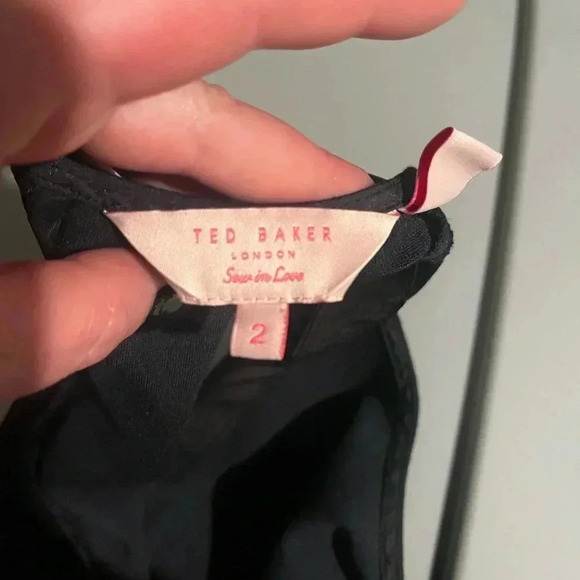 TED BAKER
LONDON
Sew in Love
2